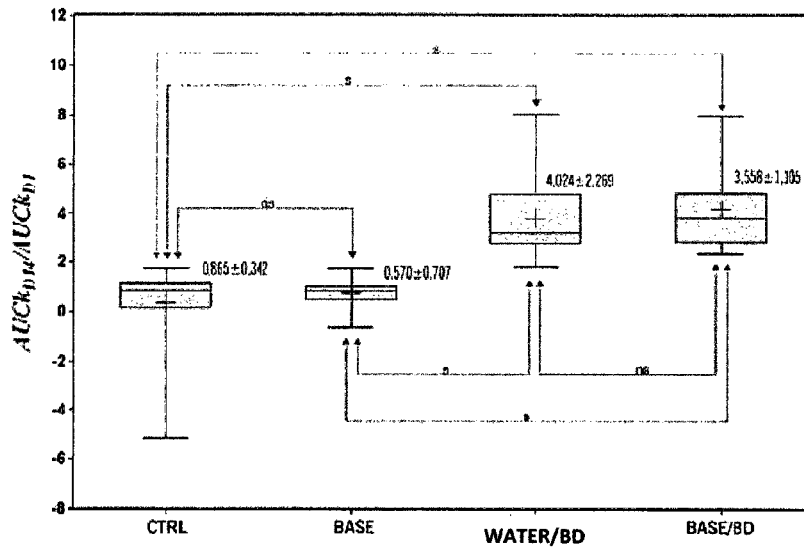 12
10
8
6
4
2
0
-2
-4
-6
-8
AUCk_D14/AUCk_D1
s
s
ns
0,865±0,342
0,570±0,707
4,024±2,269
3,558±1,105
s
ns
s
CTRL
BASE
WATER/BD
BASE/BD